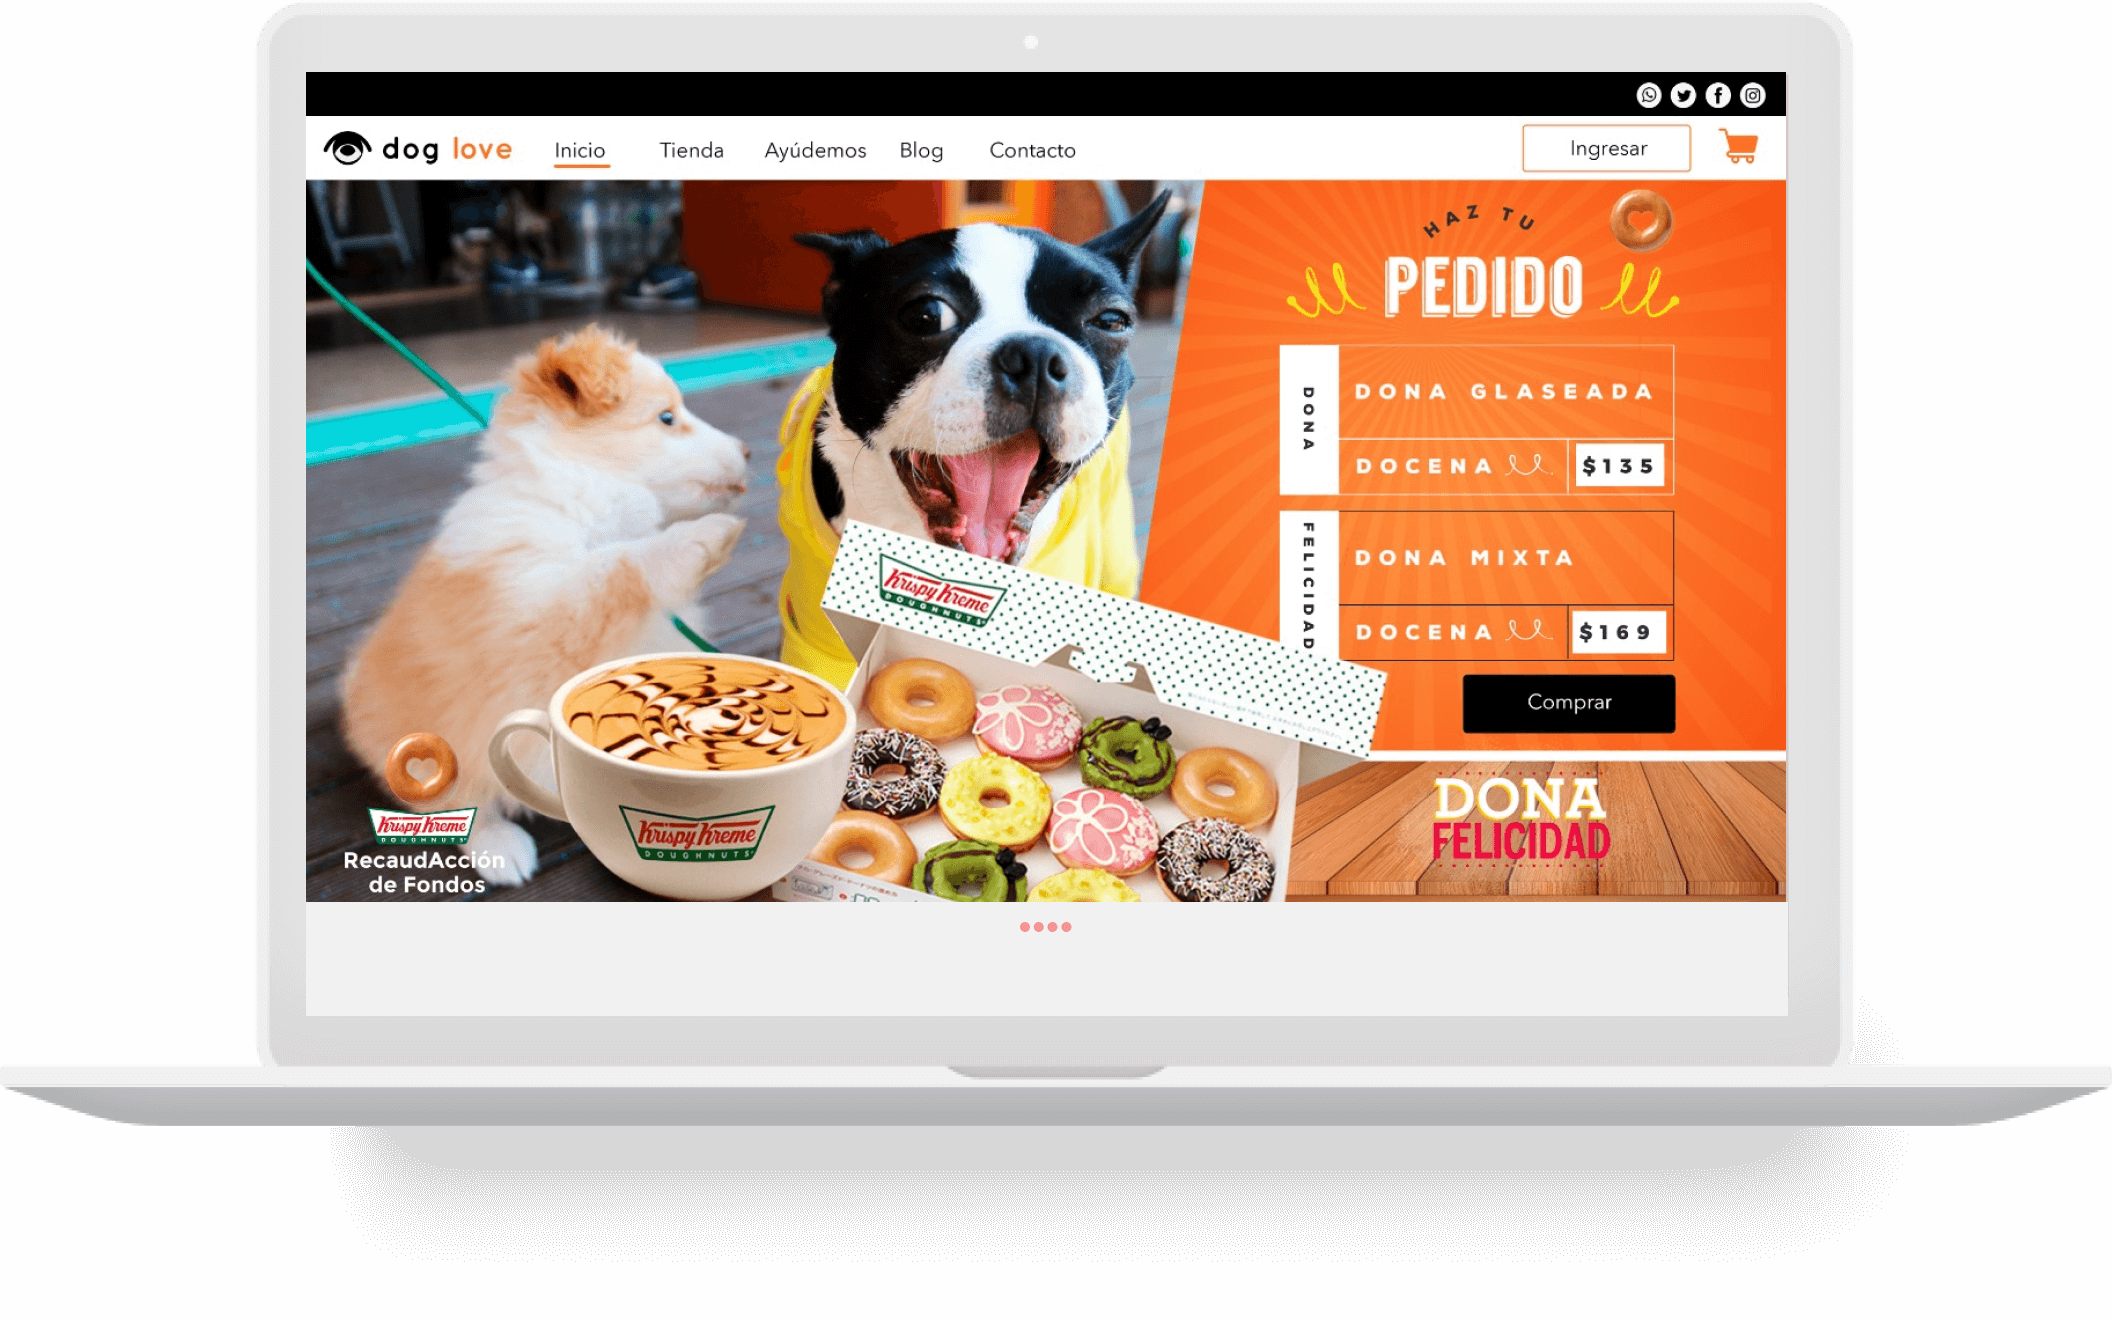 dog love
Inicio
Tienda
Ayúdemos
Blog
Contacto
Ingresar
HAZ TU
PEDIDO
DONA
DONA GLASEADA
DOCENA
$135
FELICIDAD
DONA MIXTA
DOCENA
$169
Comprar
Krispy Kreme
DOUGHNUTS
Krispy Kreme
DOUGHNUTS
Krispy Kreme
DOUGHNUTS
RecaudAcción
de Fondos
DONA
FELICIDAD